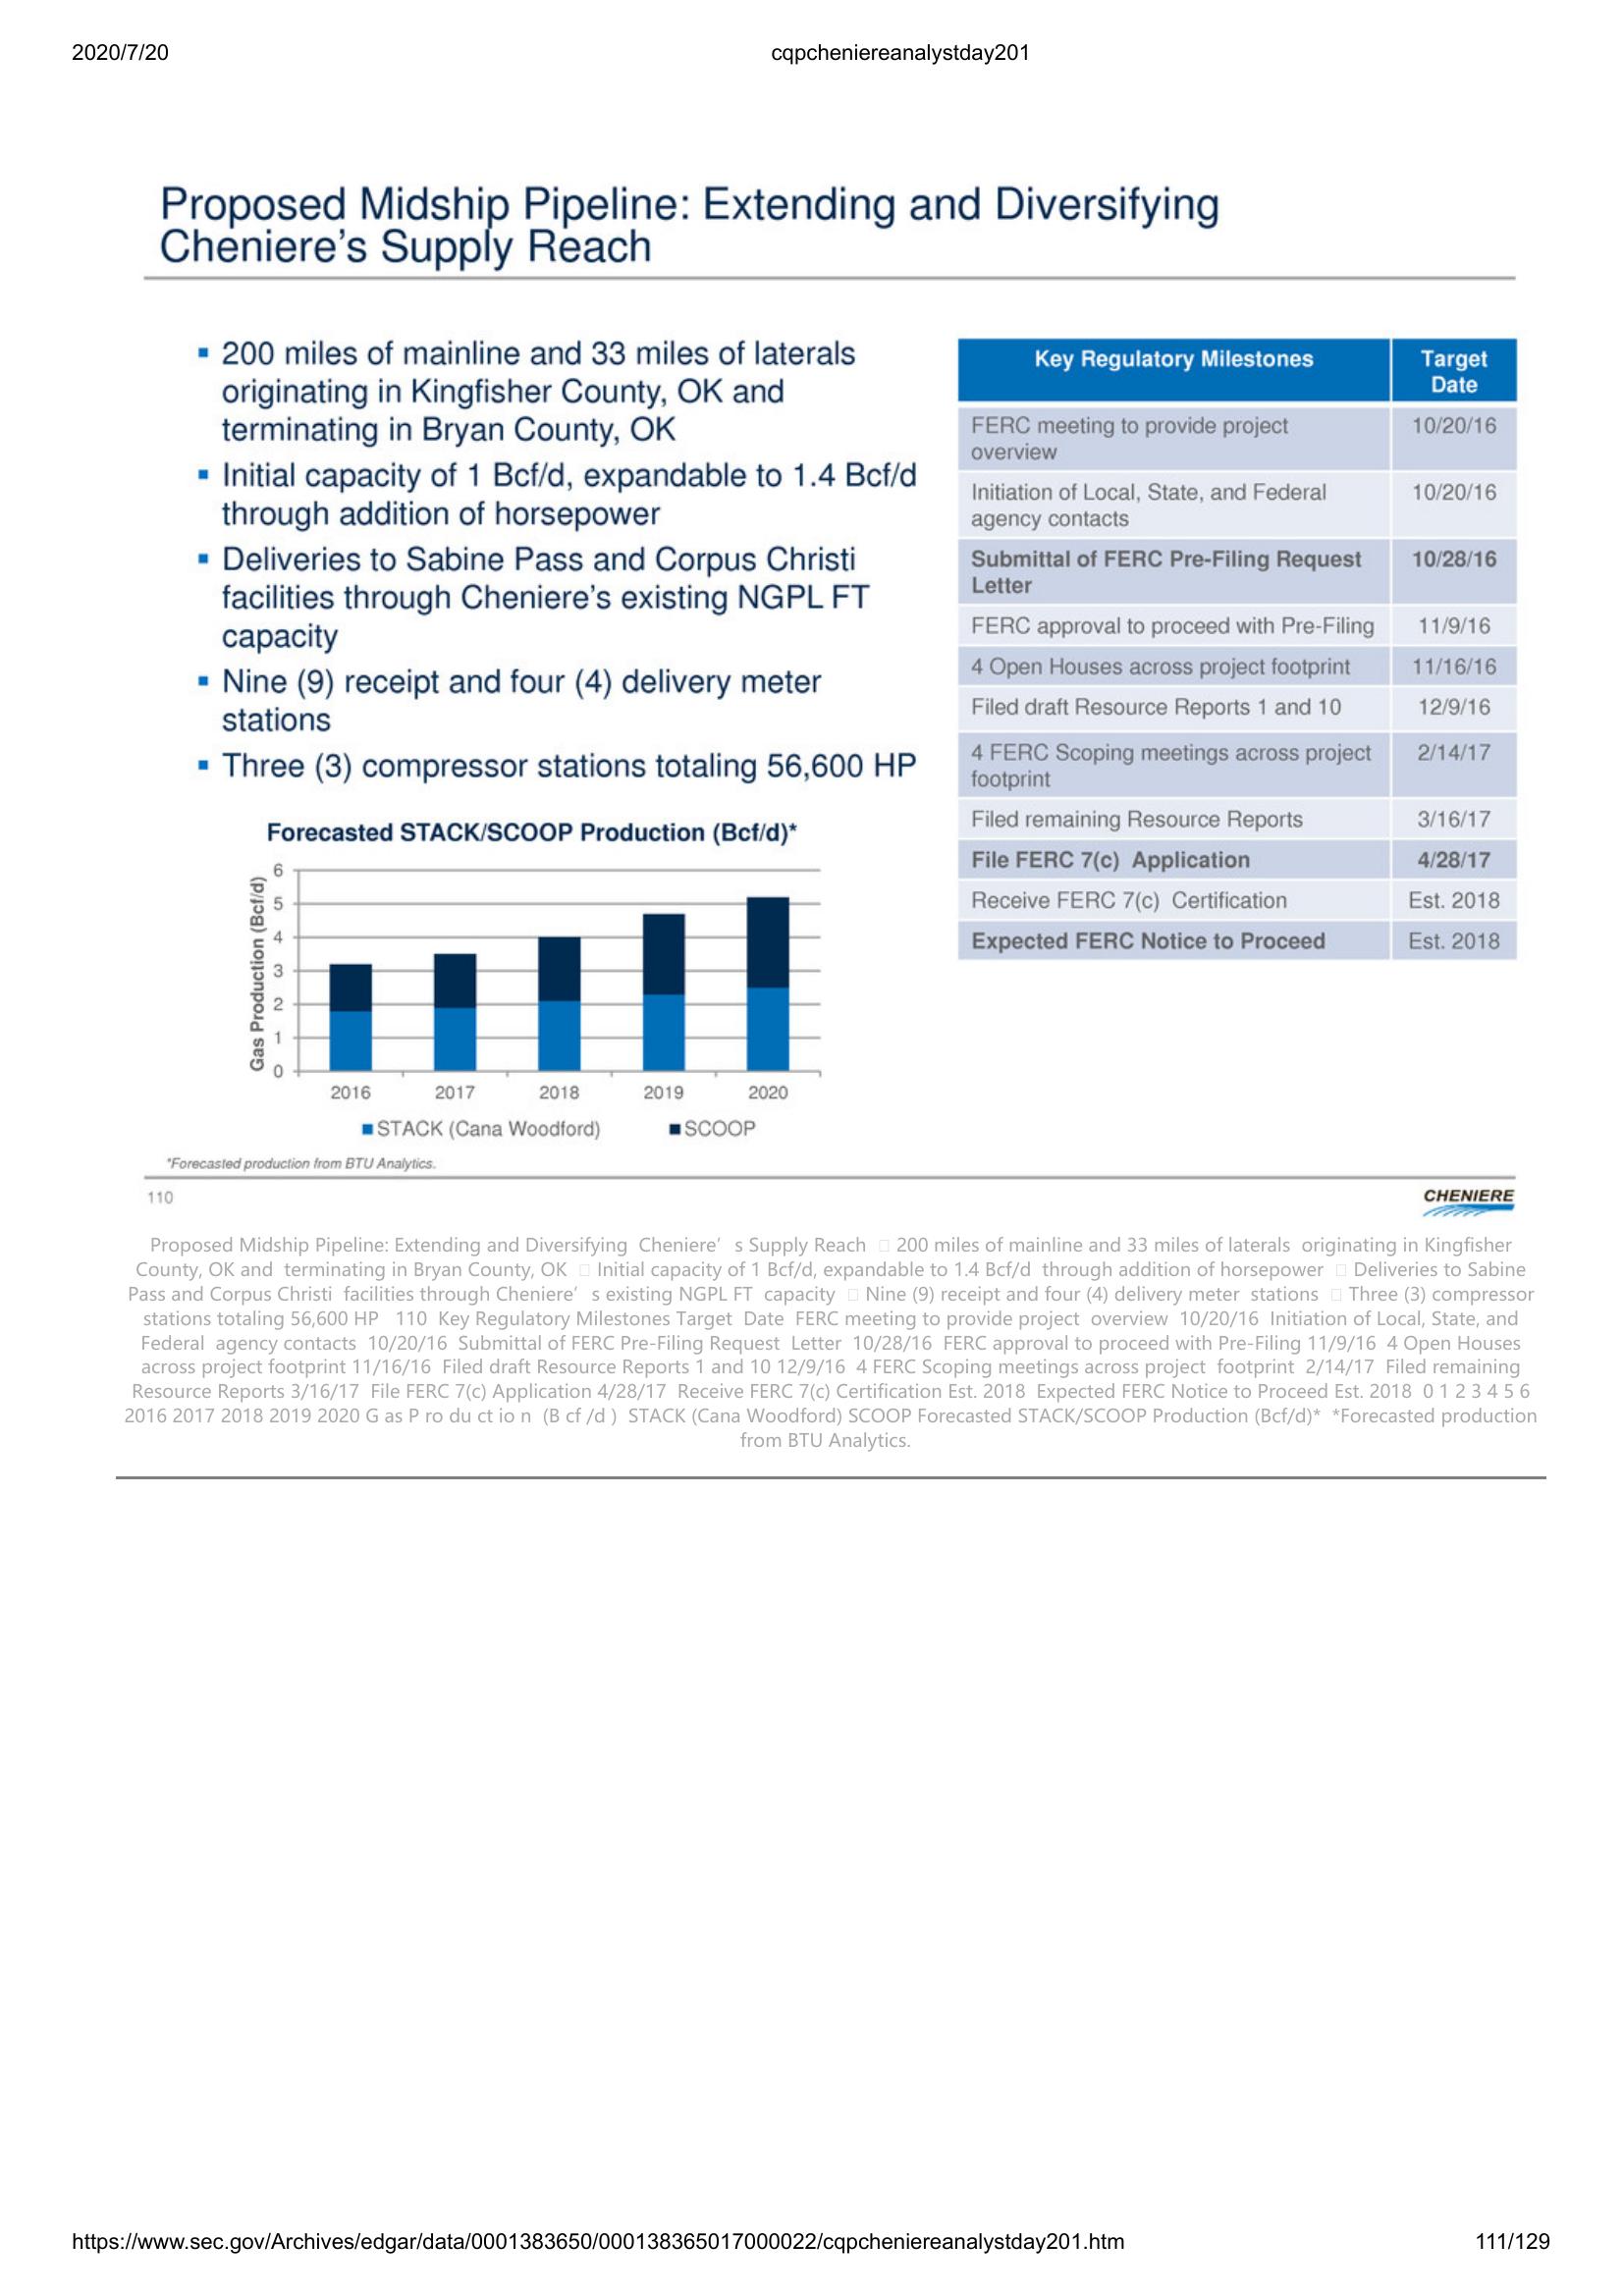 2020/7/20
cqpcheniereanalystday201
Proposed Midship Pipeline: Extending and Diversifying
Cheniere’s Supply Reach
▪ 200 miles of mainline and 33 miles of laterals
originating in Kingfisher County, OK and
terminating in Bryan County, OK
▪ Initial capacity of 1 Bcf/d, expandable to 1.4 Bcf/d
through addition of horsepower
▪ Deliveries to Sabine Pass and Corpus Christi
facilities through Cheniere’s existing NGPL FT
capacity
▪ Nine (9) receipt and four (4) delivery meter
stations
▪ Three (3) compressor stations totaling 56,600 HP
Forecasted STACK/SCOOP Production (Bcf/d)*
Gas Production (Bcf/d)
6
5
4
3
2
1
0
2016 2017 2018 2019 2020
STACK (Cana Woodford) SCOOP
*Forecasted production from BTU Analytics.
Key Regulatory Milestones Target
Date
FERC meeting to provide project 10/20/16
overview
Initiation of Local, State, and Federal 10/20/16
agency contacts
Submittal of FERC Pre-Filing Request 10/28/16
Letter
FERC approval to proceed with Pre-Filing 11/9/16
4 Open Houses across project footprint 11/16/16
Filed draft Resource Reports 1 and 10 12/9/16
4 FERC Scoping meetings across project 2/14/17
footprint
Filed remaining Resource Reports 3/16/17
File FERC 7(c) Application 4/28/17
Receive FERC 7(c) Certification Est. 2018
Expected FERC Notice to Proceed Est. 2018
110
CHENIERE
Proposed Midship Pipeline: Extending and Diversifying Cheniere’ s Supply Reach 200 miles of mainline and 33 miles of laterals originating in Kingfisher
County, OK and terminating in Bryan County, OK Initial capacity of 1 Bcf/d, expandable to 1.4 Bcf/d through addition of horsepower Deliveries to Sabine
Pass and Corpus Christi facilities through Cheniere’ s existing NGPL FT capacity Nine (9) receipt and four (4) delivery meter stations Three (3) compressor
stations totaling 56,600 HP 110 Key Regulatory Milestones Target Date FERC meeting to provide project overview 10/20/16 Initiation of Local, State, and
Federal agency contacts 10/20/16 Submittal of FERC Pre-Filing Request Letter 10/28/16 FERC approval to proceed with Pre-Filing 11/9/16 4 Open Houses
across project footprint 11/16/16 Filed draft Resource Reports 1 and 10 12/9/16 4 FERC Scoping meetings across project footprint 2/14/17 Filed remaining
Resource Reports 3/16/17 File FERC 7(c) Application 4/28/17 Receive FERC 7(c) Certification Est. 2018 Expected FERC Notice to Proceed Est. 2018 0 1 2 3 4 5 6
2016 2017 2018 2019 2020 G as P ro du ct io n (B cf /d ) STACK (Cana Woodford) SCOOP Forecasted STACK/SCOOP Production (Bcf/d)* *Forecasted production
from BTU Analytics.
https://www.sec.gov/Archives/edgar/data/0001383650/000138365017000022/cqpcheniereanalystday201.htm
111/129